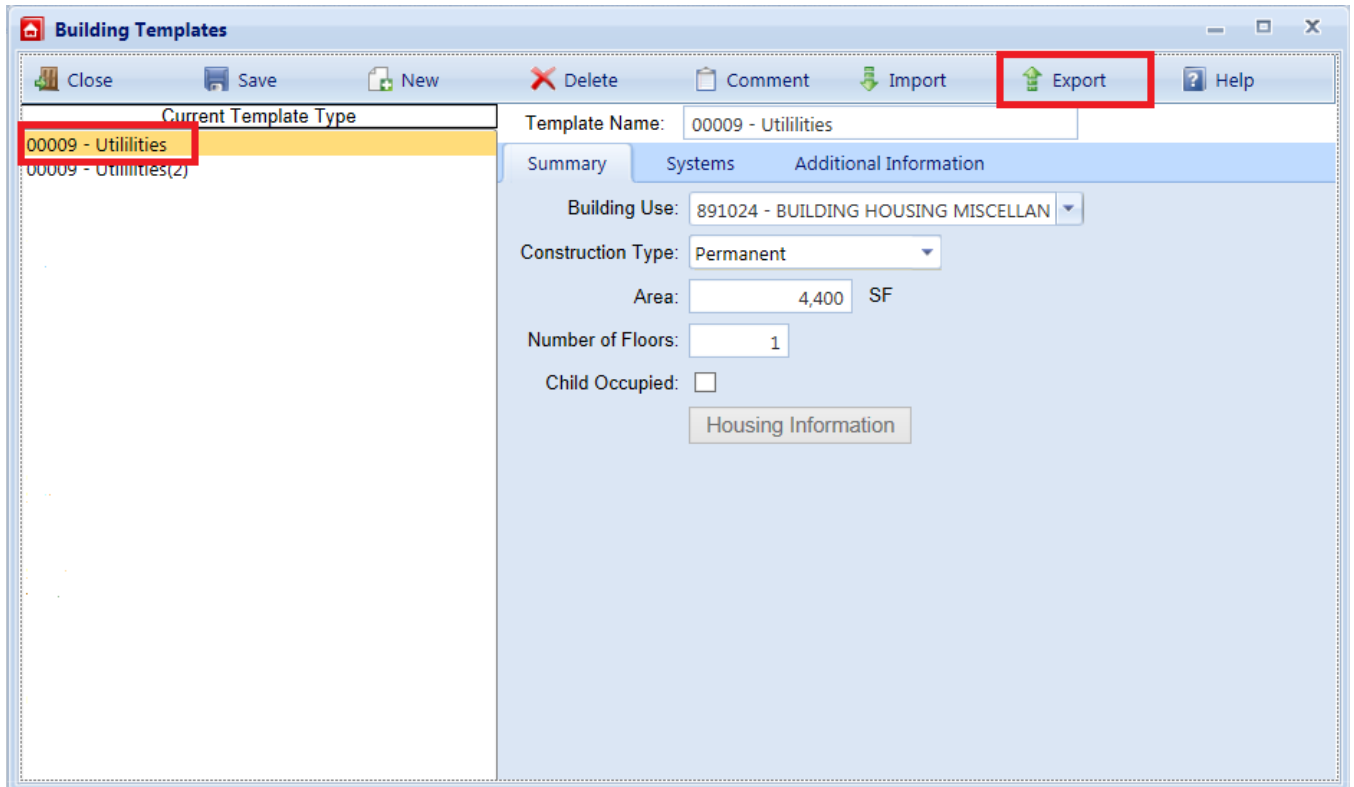 Building Templates
Close Save New Delete Comment Import Export Help
Current Template Type
00009 - Utililities
00009 - Utililities(2)
Template Name: 00009 - Utililities
Summary Systems Additional Information
Building Use: 891024 - BUILDING HOUSING MISCELLAN
Construction Type: Permanent
Area: 4,400 SF
Number of Floors: 1
Child Occupied:
Housing Information